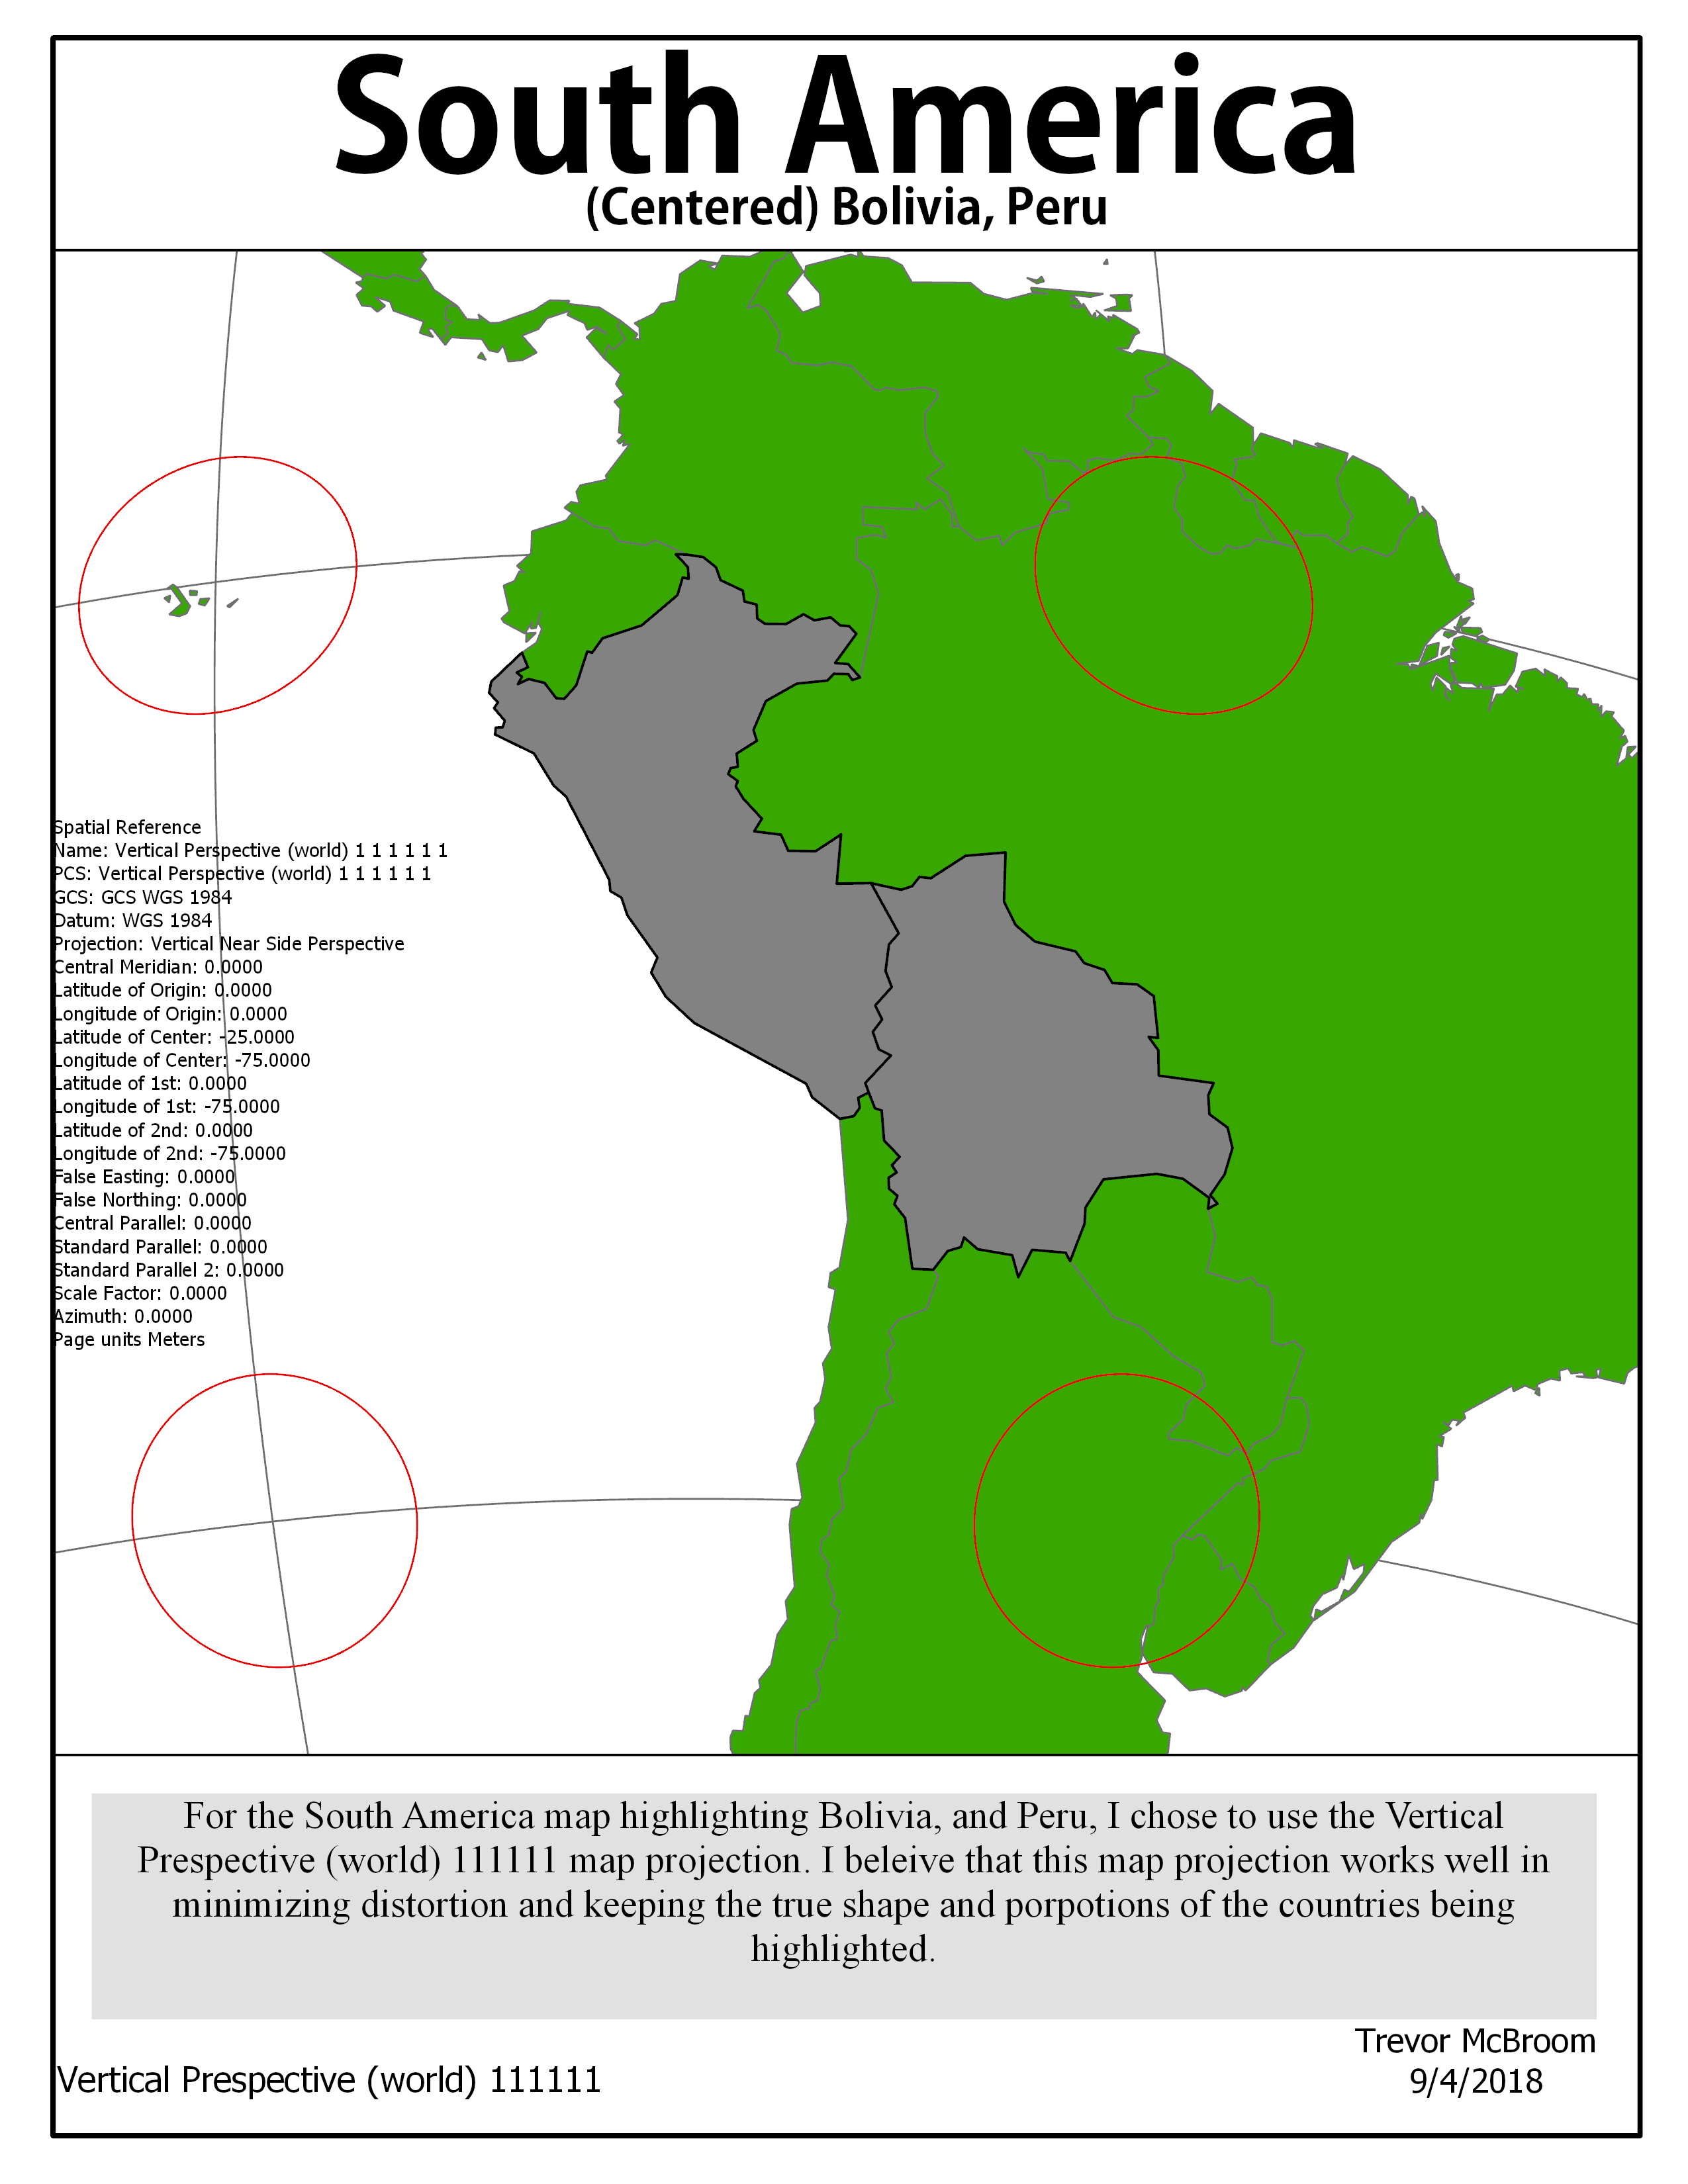 South America
(Centered) Bolivia, Peru
Spatial Reference
Name: Vertical Perspective (world) 1 1 1 1 1 1
PCS: Vertical Perspective (world) 1 1 1 1 1 1
GCS: GCS WGS 1984
Datum: WGS 1984
Projection: Vertical Near Side Perspective
Central Meridian: 0.0000
Latitude of Origin: 0.0000
Longitude of Origin: 0.0000
Latitude of Center: -25.0000
Longitude of Center: -75.0000
Latitude of 1st: 0.0000
Longitude of 1st: -75.0000
Latitude of 2nd: 0.0000
Longitude of 2nd: -75.0000
False Easting: 0.0000
False Northing: 0.0000
Central Parallel: 0.0000
Standard Parallel: 0.0000
Standard Parallel 2: 0.0000
Scale Factor: 0.0000
Azimuth: 0.0000
Page units Meters
For the South America map highlighting Bolivia, and Peru, I chose to use the Vertical
Prespective (world) 111111 map projection. I beleive that this map projection works well in
minimizing distortion and keeping the true shape and porpotions of the countries being
highlighted.
Trevor McBroom
Vertical Prespective (world) 111111
9/4/2018